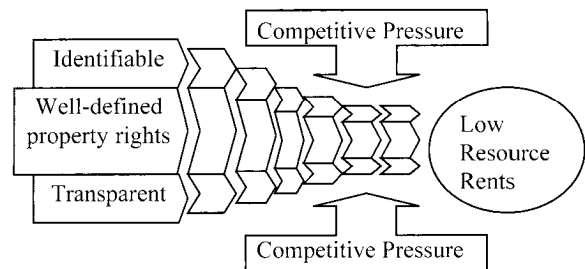 Competitive Pressure
Identifiable
Well-defined
property rights
Transparent
Low
Resource
Rents
Competitive Pressure